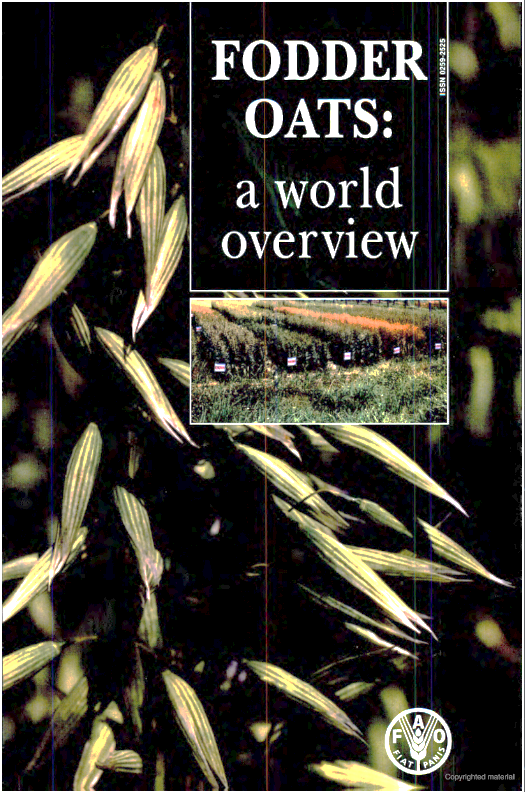 FODDER
OATS:
a world
overview
ISSN 0259-2525
F A O
FIAT PANIS
Copyrighted material